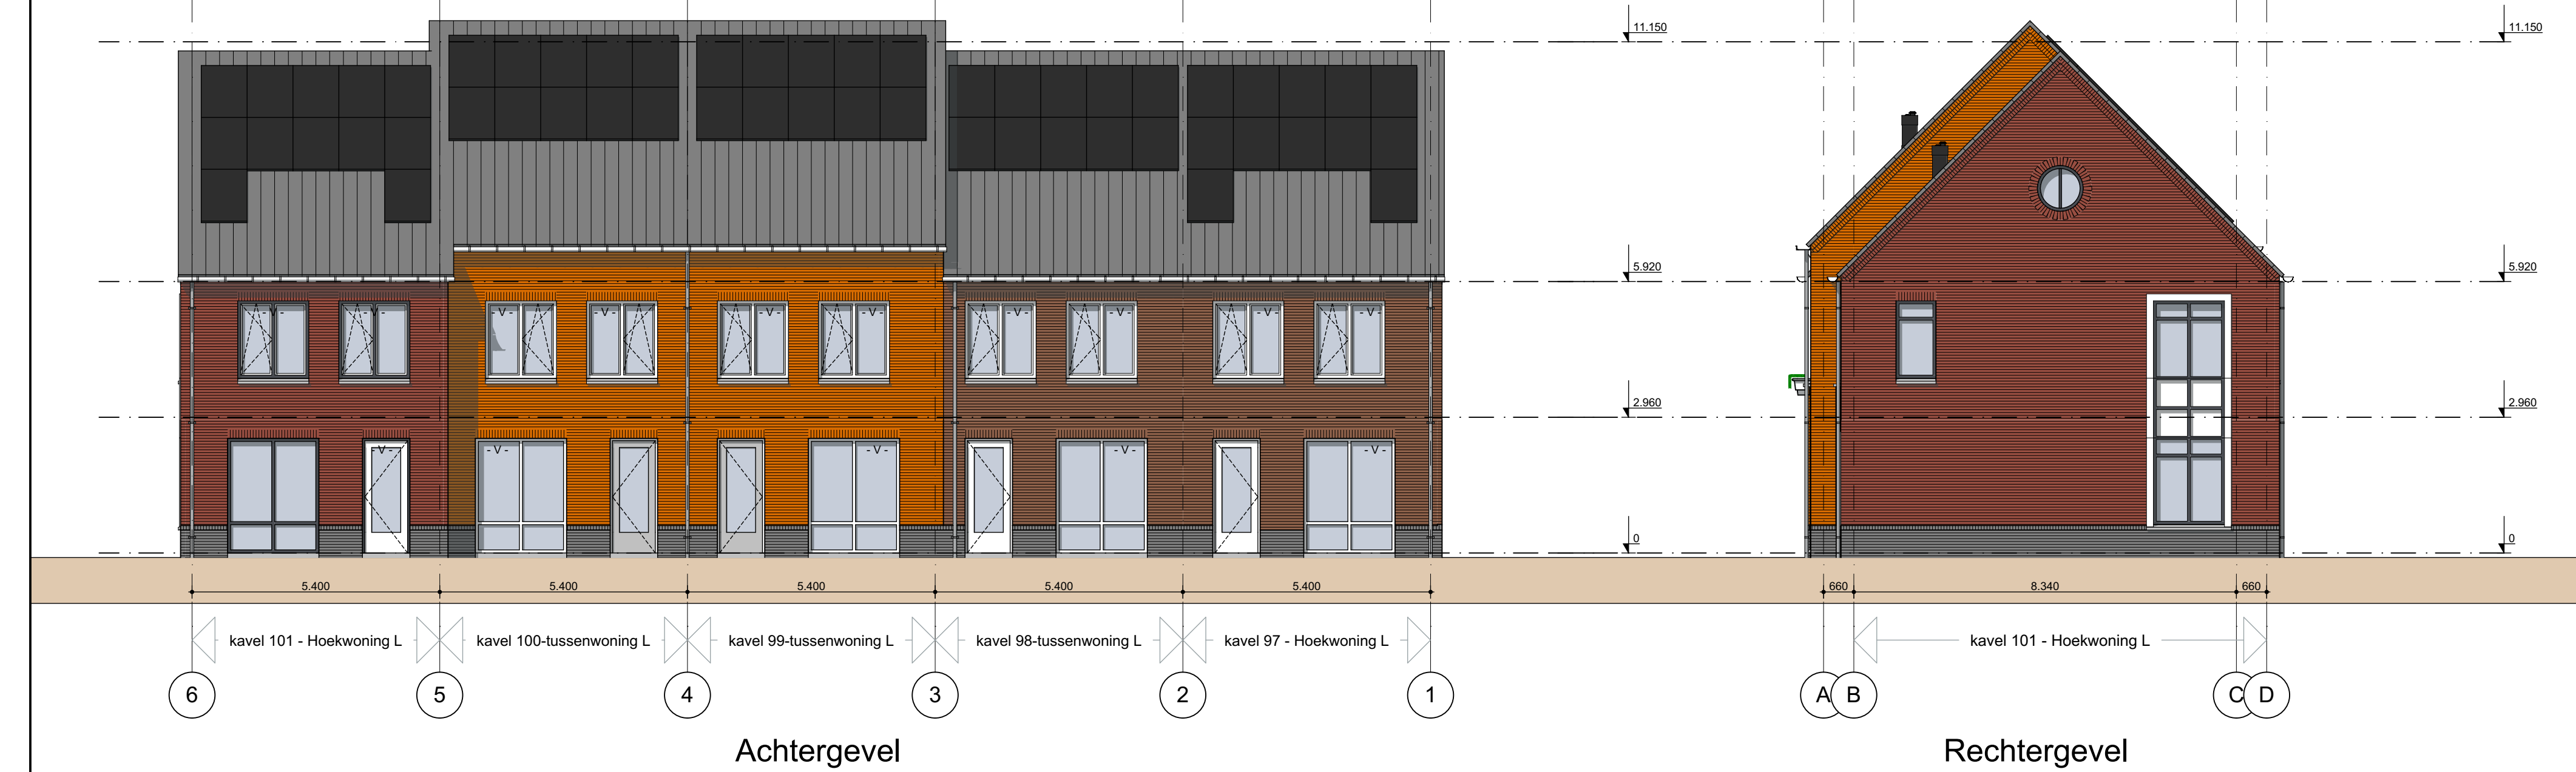 11.150
11.150
5.920
5.920
- V -
- V -
- V -
- V -
- V -
- V -
- V -
- V -
- V -
- V -
2.960
2.960
- V -
- V -
- V -
- V -
- V -
0
0
5.400 5.400 5.400 5.400 5.400
660 8.340 660
kavel 101 - Hoekwoning L
kavel 100-tussenwoning L
kavel 99-tussenwoning L
kavel 98-tussenwoning L
kavel 97 - Hoekwoning L
kavel 101 - Hoekwoning L
6 5 4 3 2 1
A B C D
Achtergevel
Rechtergevel